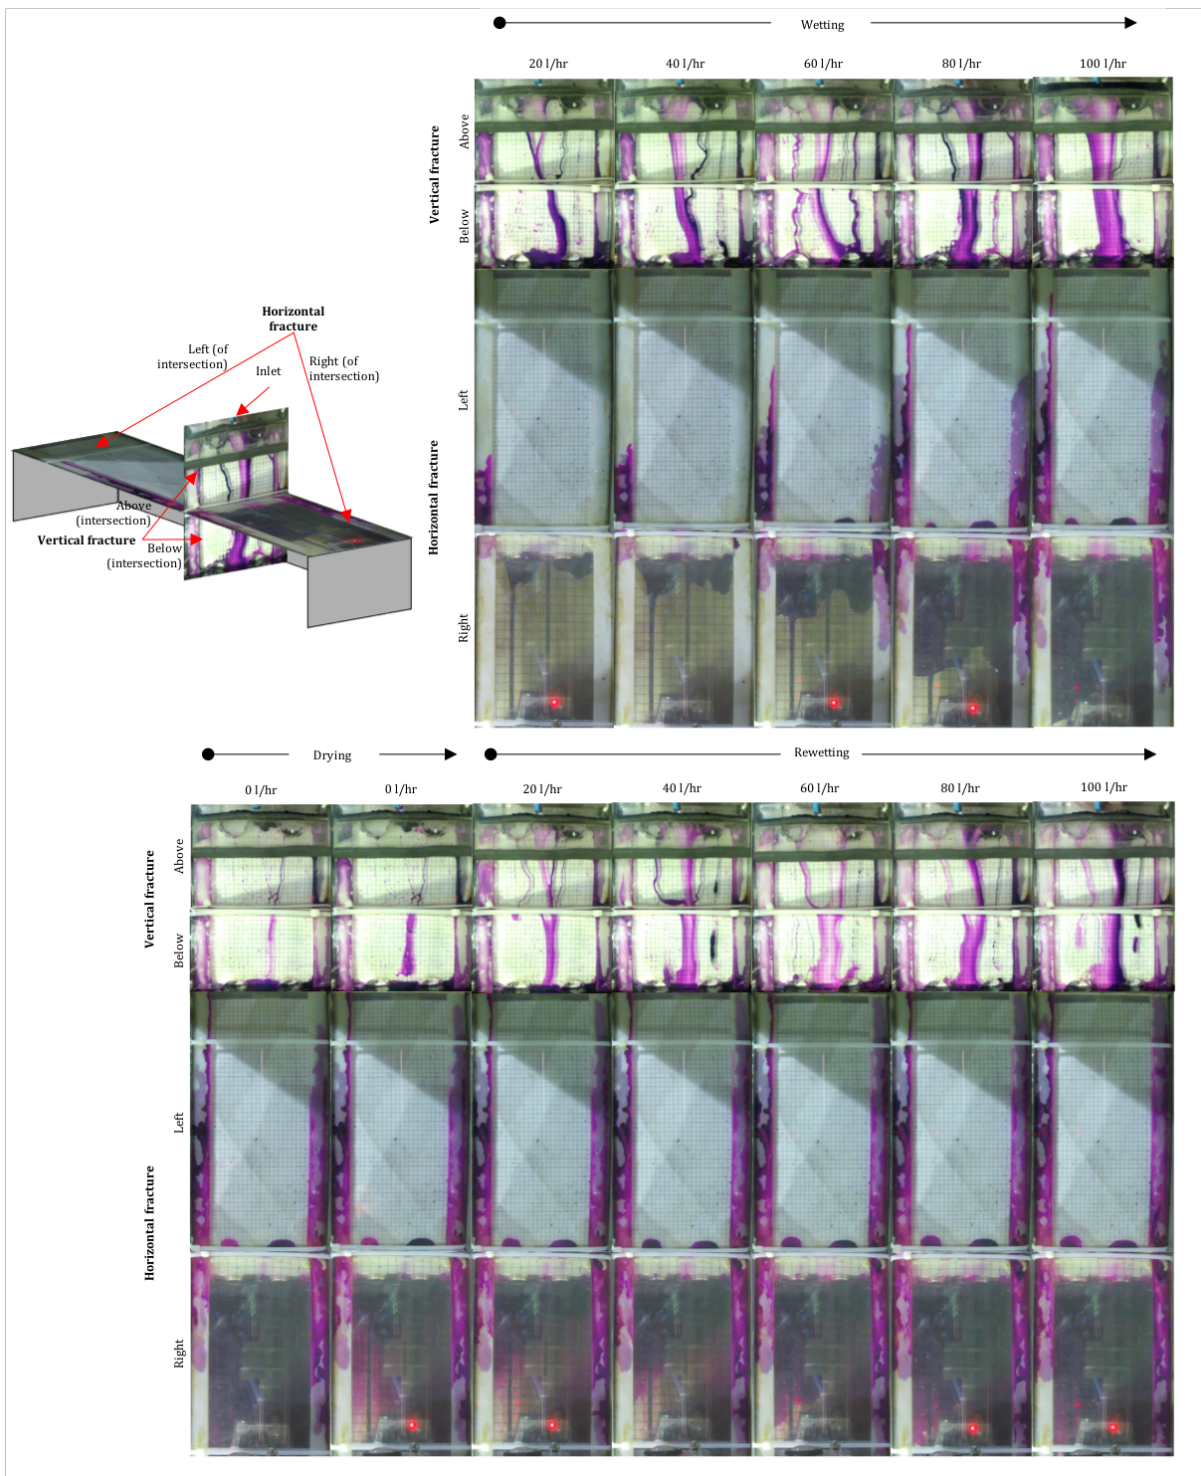 Wetting
20 l/hr
40 l/hr
60 l/hr
80 l/hr
100 l/hr
Vertical fracture
Above
Below
Horizontal fracture
Left
Right
Horizontal
fracture
Left (of
intersection)
Right (of
intersection)
Inlet
Above
(intersection)
Vertical fracture
Below
(intersection)
Drying
Rewetting
0 l/hr
0 l/hr
20 l/hr
40 l/hr
60 l/hr
80 l/hr
100 l/hr
Vertical fracture
Above
Below
Horizontal fracture
Left
Right